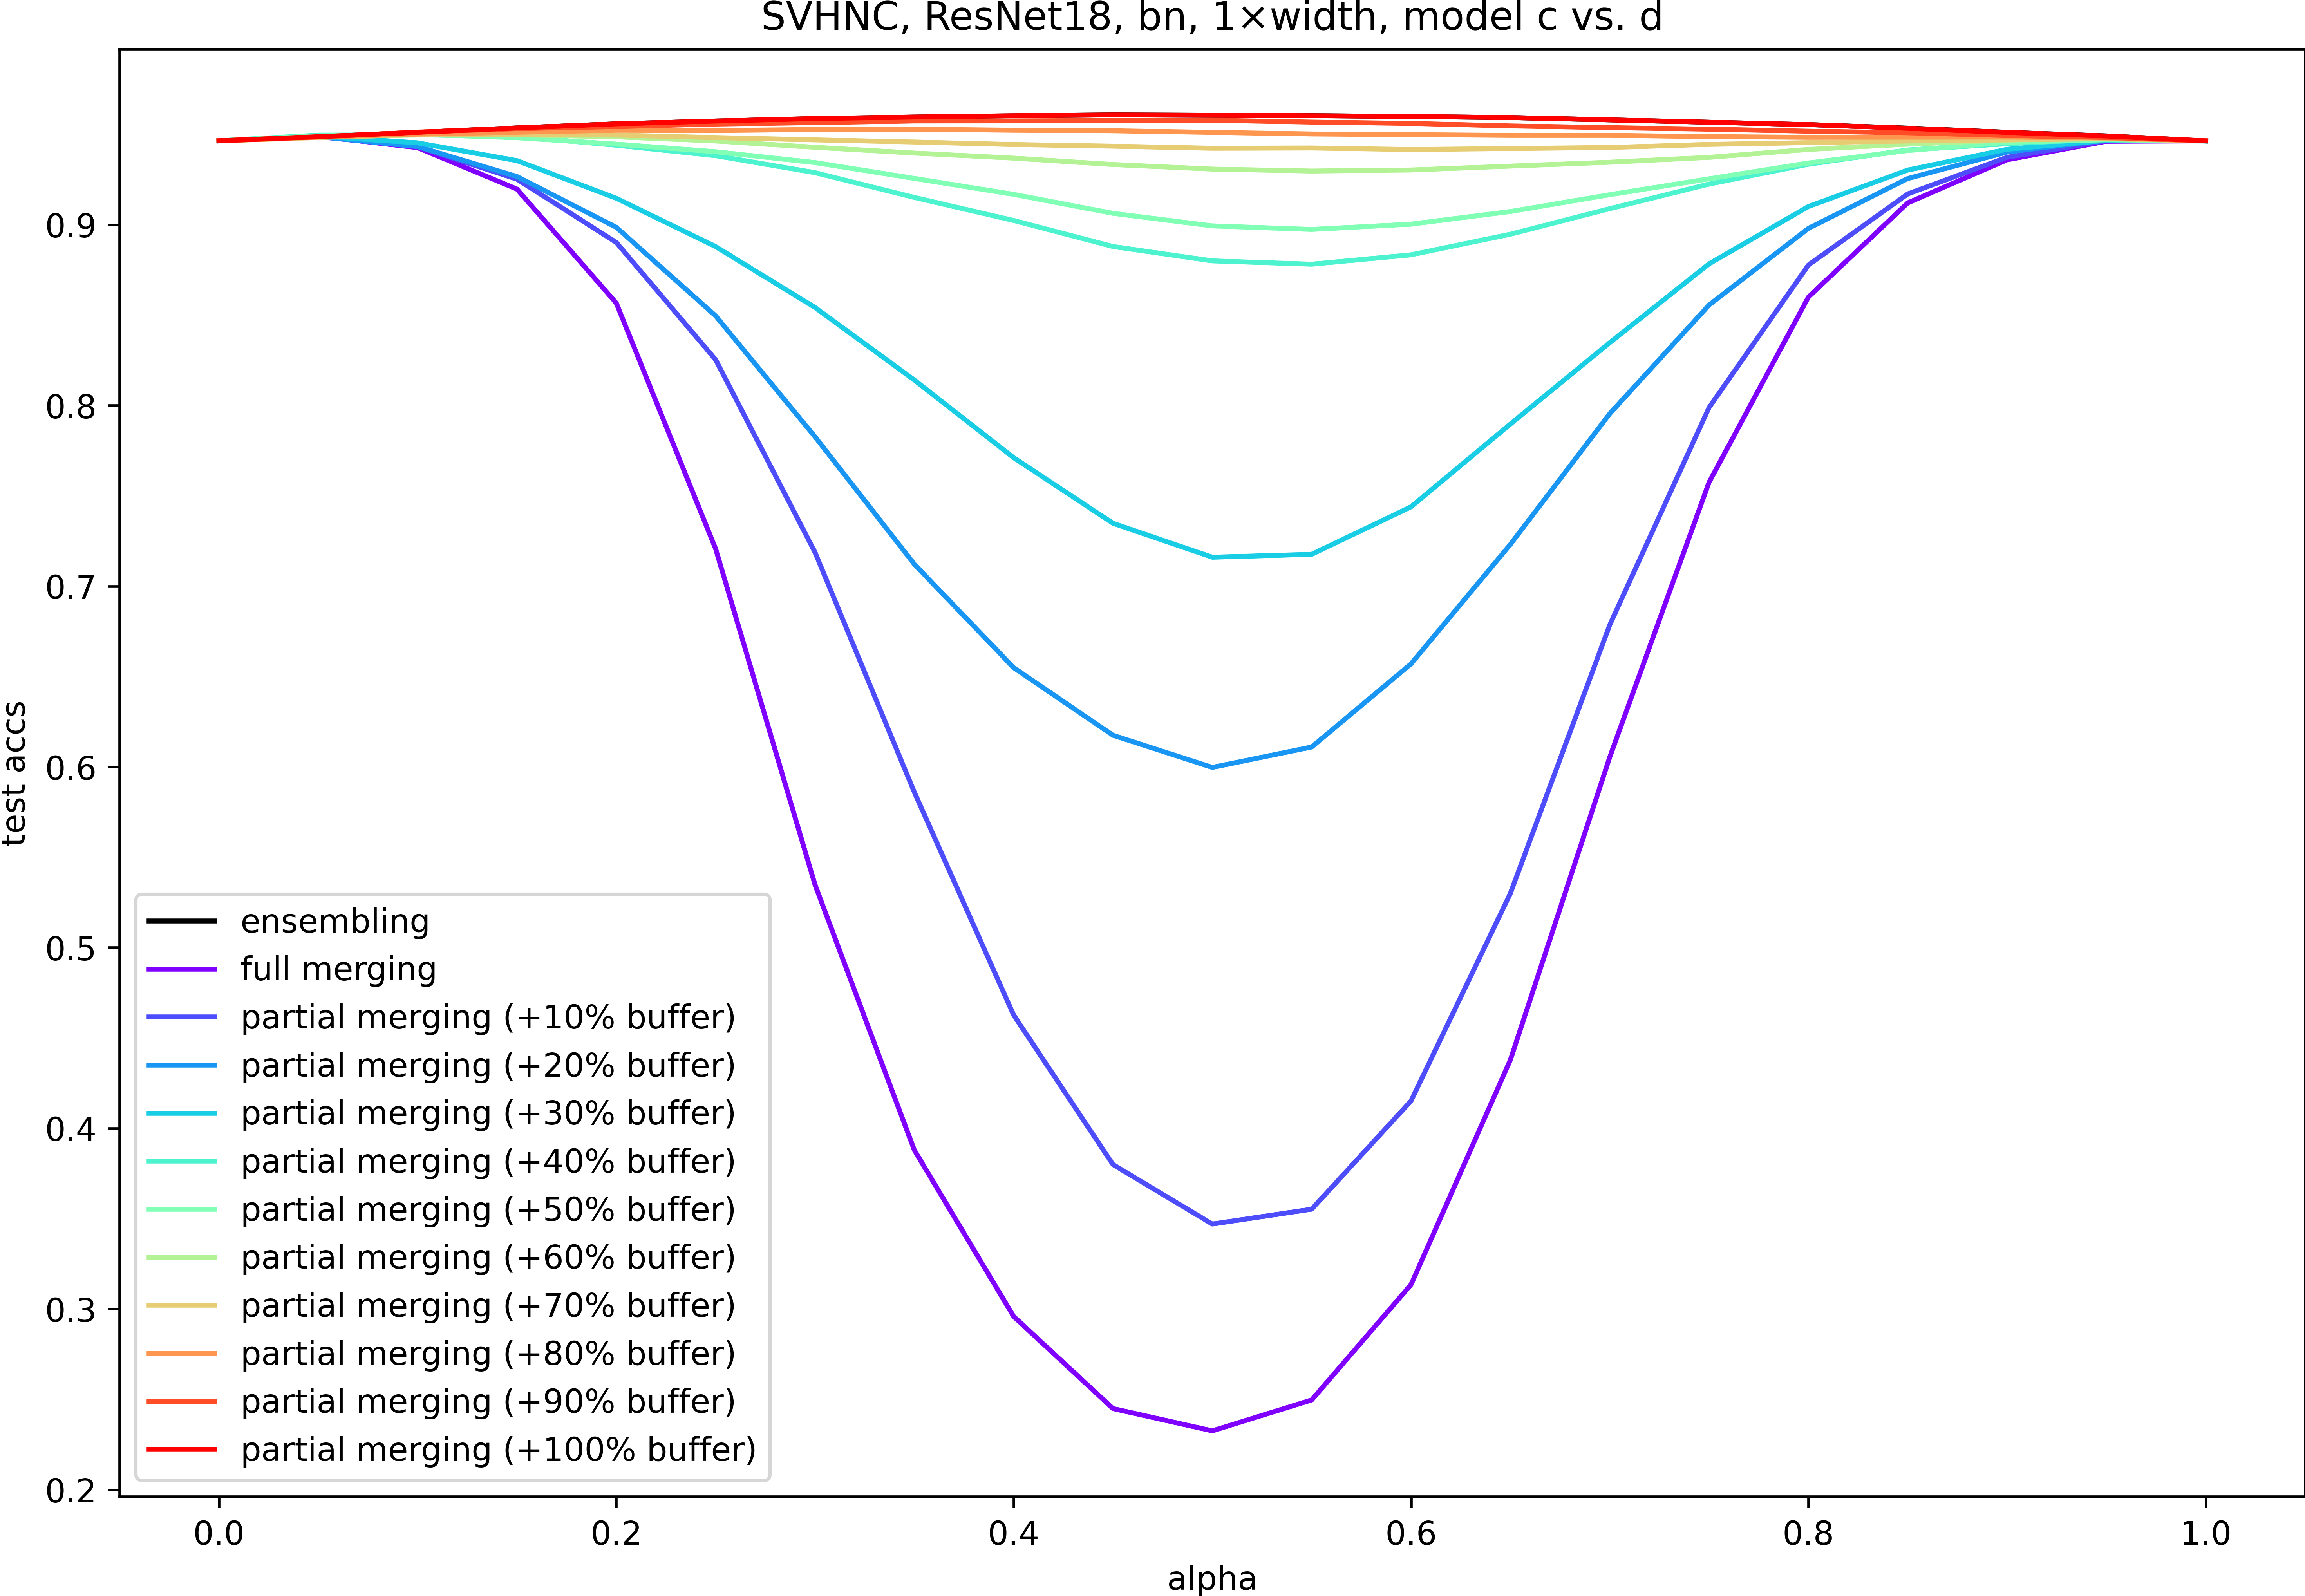 SVHNC, ResNet18, bn, 1×width, model c vs. d
test accs
0.9
0.8
0.7
0.6
0.5
0.4
0.3
0.2
ensembling
full merging
partial merging (+10% buffer)
partial merging (+20% buffer)
partial merging (+30% buffer)
partial merging (+40% buffer)
partial merging (+50% buffer)
partial merging (+60% buffer)
partial merging (+70% buffer)
partial merging (+80% buffer)
partial merging (+90% buffer)
partial merging (+100% buffer)
0.0 0.2 0.4 0.6 0.8 1.0
alpha